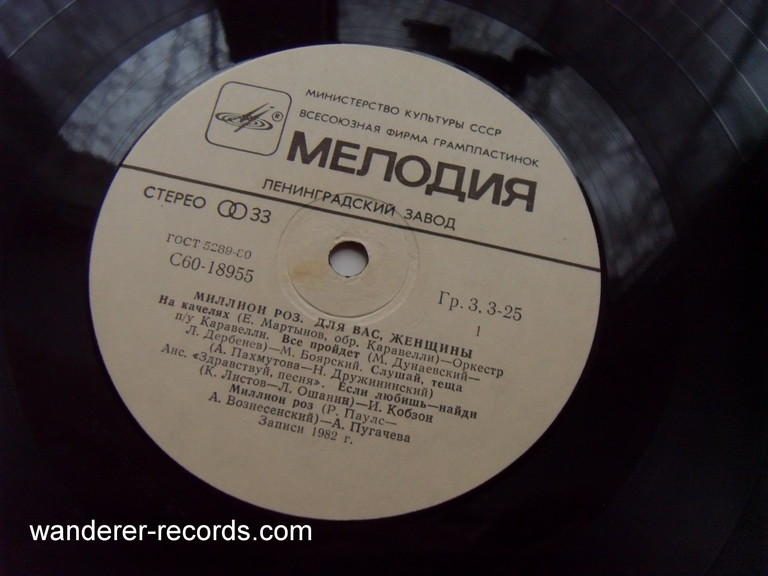 МИНИСТЕРСТВО КУЛЬТУРЫ СССР
ВСЕСОЮЗНАЯ ФИРМА ГРАМПЛАСТИНОК
®
МЕЛОДИЯ
ЛЕНИНГРАДСКИЙ ЗАВОД
СТЕРЕО 33
ГОСТ 5289-80
С60-18955
Гр. 3. 3-25
1
МИЛЛИОН РОЗ. ДЛЯ ВАС, ЖЕНЩИНЫ
На качелях (Е. Мартынов, обр. Каравелли)—Оркестр
п/у Каравелли. Все пройдет (М. Дунаевский—
Л. Дербенев)—М. Боярский. Слушай, теща
(А. Пахмутова—Н. Дружининский)
Анс. «Здравствуй, песня». Если любишь—найди
(К. Листов—Л. Ошанин)—И. Кобзон
Миллион роз (Р. Паулс—
А. Вознесенский)—А. Пугачева
Записи 1982 г.
wanderer-records.com